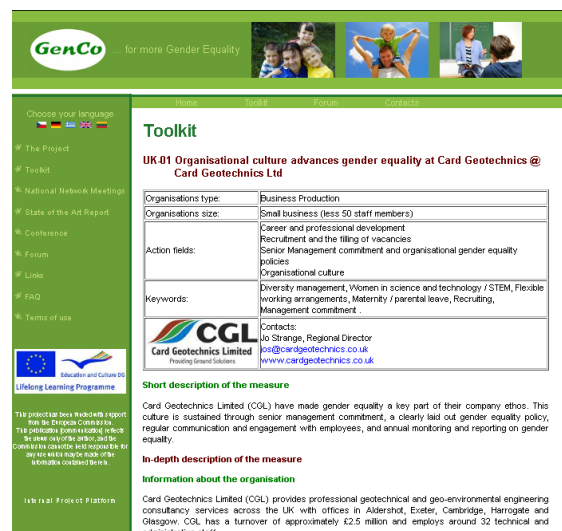 GenCo ... for more Gender Equality
Home Toolkit Forum Contacts
Choose your language
The Project
Toolkit
National Network Meetings
State of the Art Report
Conference
Forum
Links
FAQ
Terms of use
Education and Culture DG
Lifelong Learning Programme
This project has been funded with support
from the European Commission.
This publication [communication] reflects
the views only of the author, and the
Commission cannot be held responsible for
any use which may be made of the
information contained therein.
Internal Project Platform
Toolkit
UK-01 Organisational culture advances gender equality at Card Geotechnics @
Card Geotechnics Ltd
Organisations type: Business Production
Organisations size: Small business (less 50 staff members)
Action fields:
Career and professional development
Recruitment and the filling of vacancies
Senior Management commitment and organisational gender equality
policies
Organisational culture
Keywords:
Diversity management, Women in science and technology / STEM, Flexible
working arrangements, Maternity / parental leave, Recruiting,
Management commitment .
CGL
Card Geotechnics Limited
Providing Ground Solutions
Contacts:
Jo Strange, Regional Director
jos@cardgeotechnics.co.uk
www.cardgeotechnics.co.uk
Short description of the measure
Card Geotechnics Limited (CGL) have made gender equality a key part of their company ethos. This
culture is sustained through senior management commitment, a clearly laid out gender equality policy,
regular communication and engagement with employees, and annual monitoring and reporting on gender
equality.
In-depth description of the measure
Information about the organisation
Card Geotechnics Limited (CGL) provides professional geotechnical and geo-environmental engineering
consultancy services across the UK with offices in Aldershot, Exeter, Cambridge, Harrogate and
Glasgow. CGL has a turnover of approximately £2.5 million and employs around 32 technical and